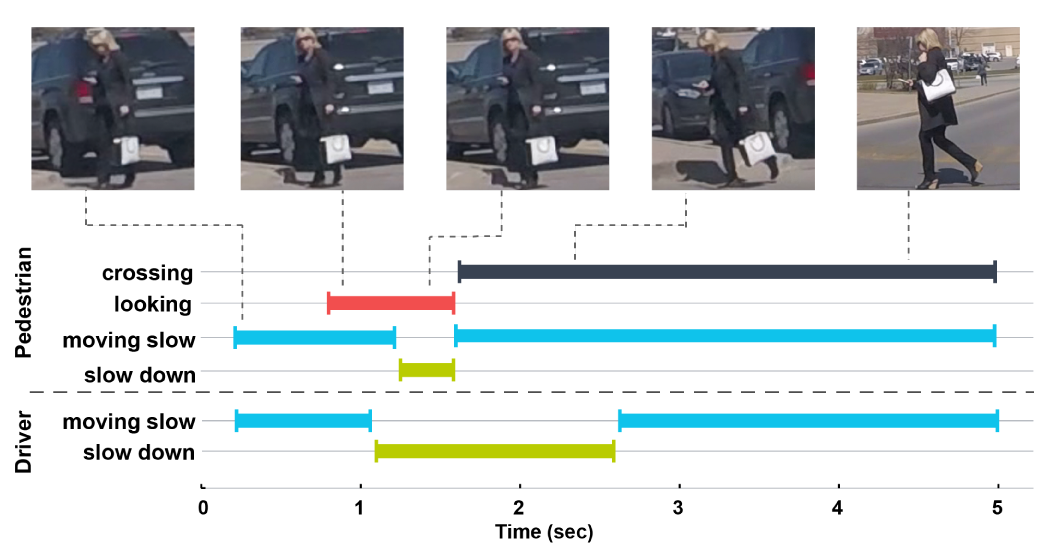 Pedestrian
crossing
looking
moving slow
slow down
Driver
moving slow
slow down
0 1 2 3 4 5
Time (sec)